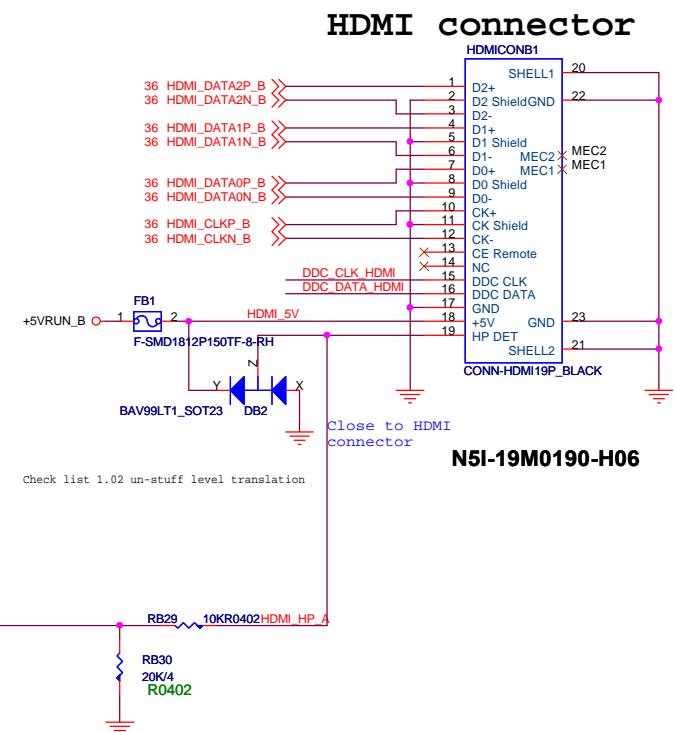 HDMI connector
HDMICONB1
36 HDMI_DATA2P_B
36 HDMI_DATA2N_B
36 HDMI_DATA1P_B
36 HDMI_DATA1N_B
36 HDMI_DATA0P_B
36 HDMI_DATA0N_B
36 HDMI_CLKP_B
36 HDMI_CLKN_B
DDC_CLK_HDMI
DDC_DATA_HDMI
HDMI_5V
1 D2+
2 D2 Shield
3 D2-
4 D1+
5 D1 Shield
6 D1-
7 D0+
8 D0 Shield
9 D0-
10 CK+
11 CK Shield
12 CK-
13 CE Remote
14 NC
15 DDC CLK
16 DDC DATA
17 GND
18 +5V
19 HP DET
SHELL1 20
GND 22
MEC2 MEC2
MEC1 MEC1
GND 23
SHELL2 21
CONN-HDMI19P_BLACK
N5I-19M0190-H06
FB1
+5VRUN_B 1 2
F-SMD1812P150TF-8-RH
Z
Y X
BAV99LT1_SOT23 DB2
Close to HDMI
connector
Check list 1.02 un-stuff level translation
RB29 10KR0402 HDMI_HP_A
RB30
20K/4
R0402